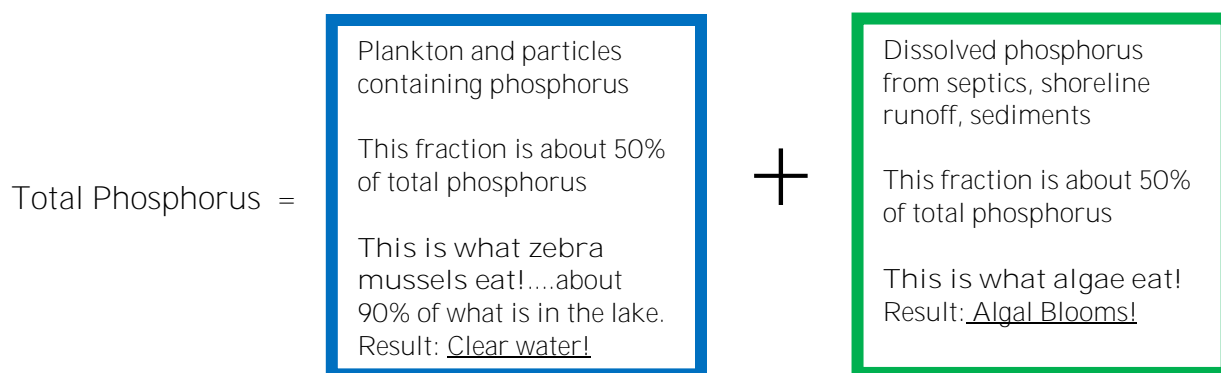 Total Phosphorus =
Plankton and particles
containing phosphorus
This fraction is about 50%
of total phosphorus
This is what zebra
mussels eat!....about
90% of what is in the lake.
Result: Clear water!
+
Dissolved phosphorus
from septics, shoreline
runoff, sediments
This fraction is about 50%
of total phosphorus
This is what algae eat!
Result: Algal Blooms!